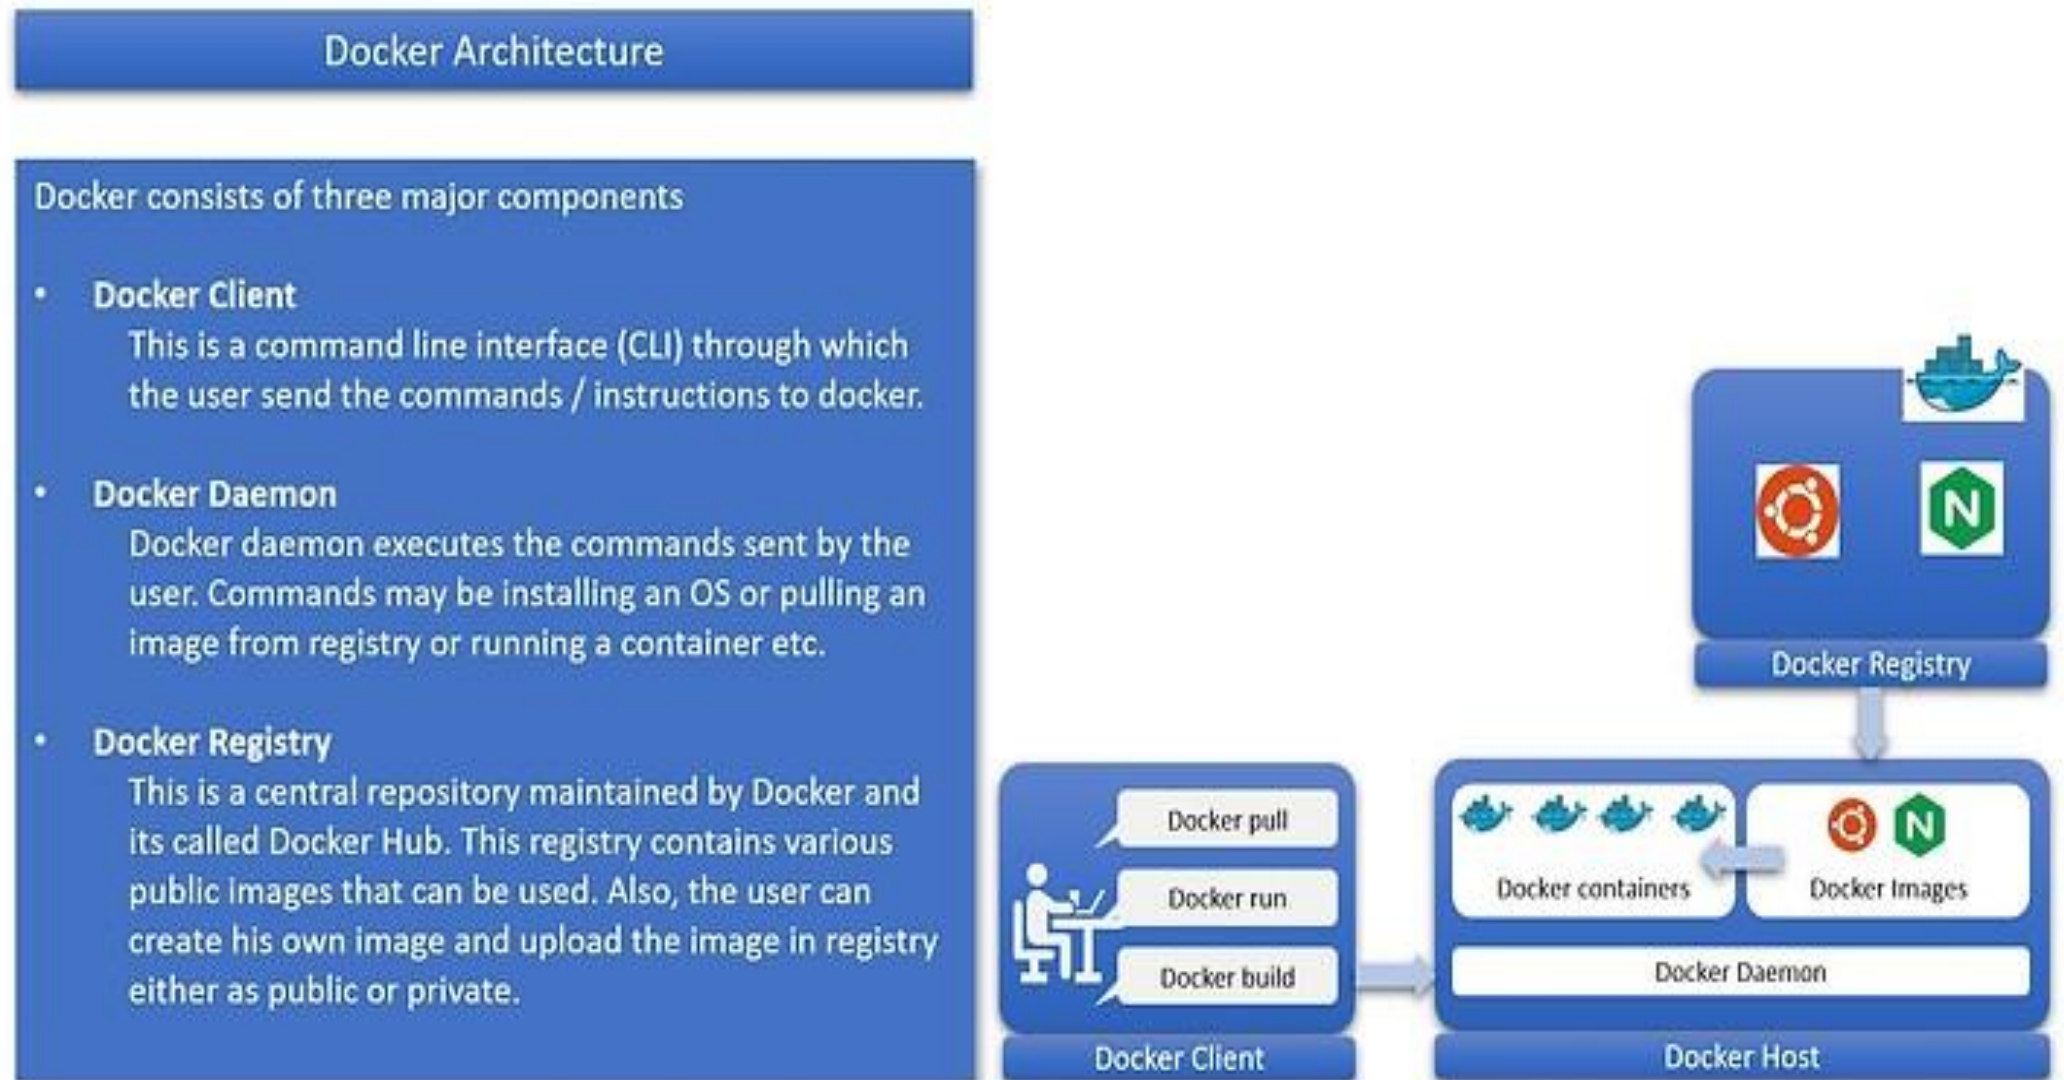 Docker Architecture
Docker consists of three major components
• Docker Client
This is a command line interface (CLI) through which
the user send the commands / instructions to docker.
• Docker Daemon
Docker daemon executes the commands sent by the
user. Commands may be installing an OS or pulling an
image from registry or running a container etc.
• Docker Registry
This is a central repository maintained by Docker and
its called Docker Hub. This registry contains various
public images that can be used. Also, the user can
create his own image and upload the image in registry
either as public or private.
N
Docker Registry
Docker pull
Docker run
Docker build
Docker Client
Docker containers
N
Docker Images
Docker Daemon
Docker Host